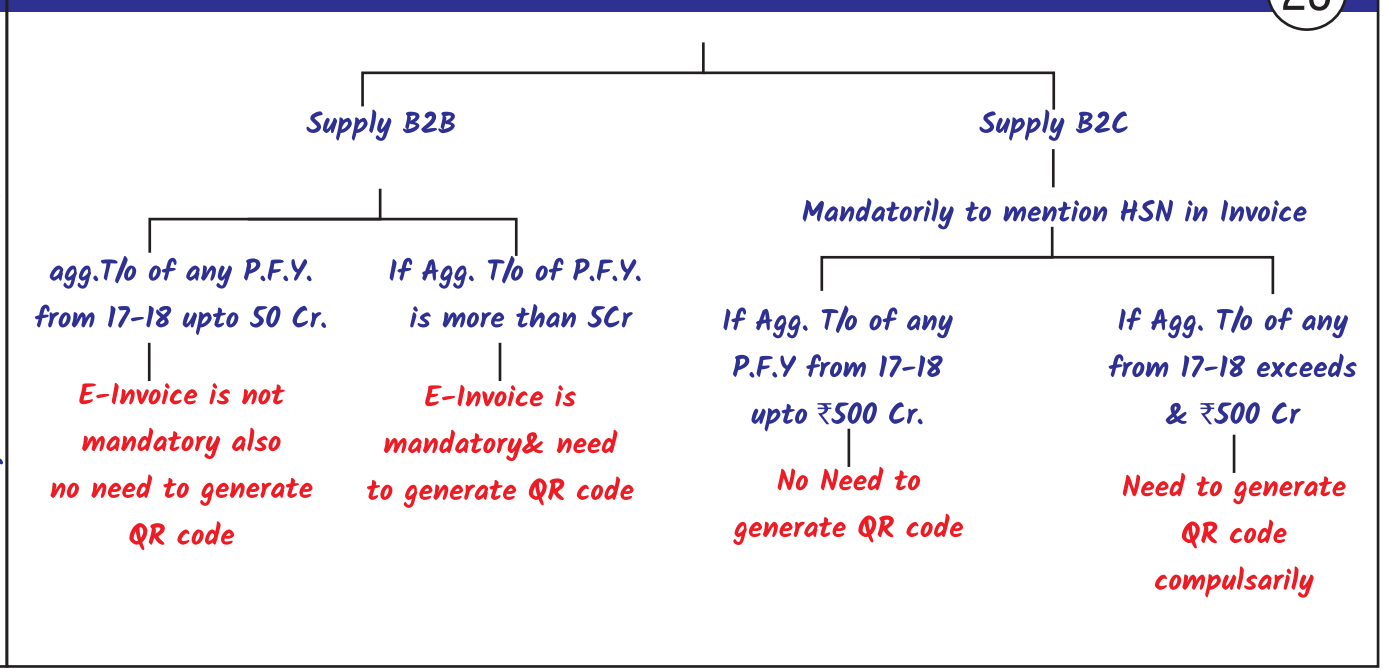 Supply B2B
Supply B2C
Mandatorily to mention HSN in Invoice
agg.T/o of any P.F.Y.
from 17-18 upto 50 Cr.
E-Invoice is not
mandatory also
no need to generate
QR code
If Agg. T/o of P.F.Y.
is more than 5Cr
E-Invoice is
mandatory& need
to generate QR code
If Agg. T/o of any
P.F.Y from 17-18
upto ₹500 Cr.
No Need to
generate QR code
If Agg. T/o of any
from 17-18 exceeds
& ₹500 Cr
Need to generate
QR code
compulsarily